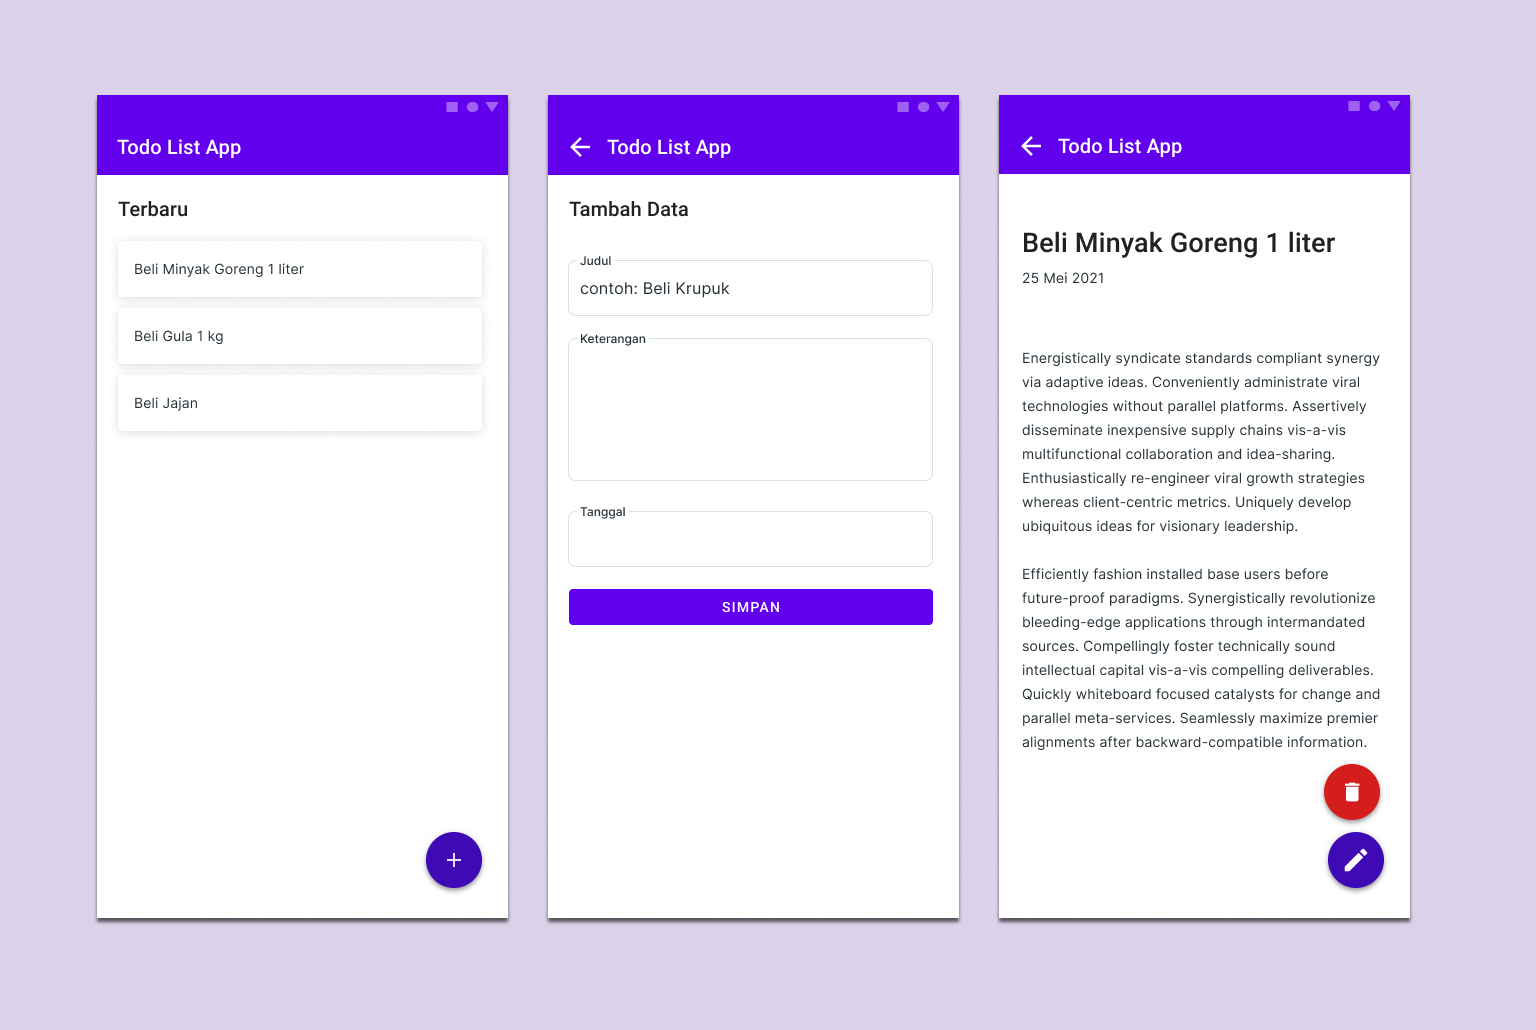 Todo List App
Terbaru
Beli Minyak Goreng 1 liter
Beli Gula 1 kg
Beli Jajan
Todo List App
Tambah Data
Judul
contoh: Beli Krupuk
Keterangan
Tanggal
SIMPAN
Todo List App
Beli Minyak Goreng 1 liter
25 Mei 2021
Energistically syndicate standards compliant synergy
via adaptive ideas. Conveniently administrate viral
technologies without parallel platforms. Assertively
disseminate inexpensive supply chains vis-a-vis
multifunctional collaboration and idea-sharing.
Enthusiastically re-engineer viral growth strategies
whereas client-centric metrics. Uniquely develop
ubiquitous ideas for visionary leadership.
Efficiently fashion installed base users before
future-proof paradigms. Synergistically revolutionize
bleeding-edge applications through intermandated
sources. Compellingly foster technically sound
intellectual capital vis-a-vis compelling deliverables.
Quickly whiteboard focused catalysts for change and
parallel meta-services. Seamlessly maximize premier
alignments after backward-compatible information.